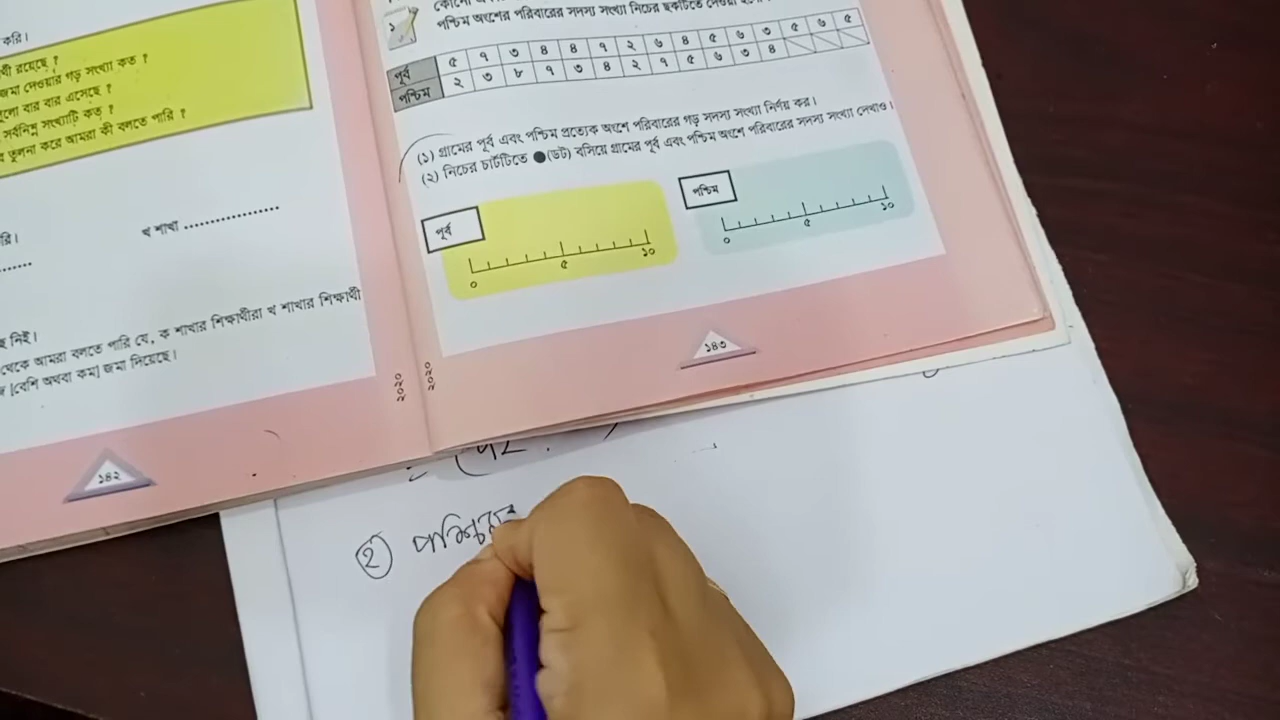 করি।
থী রয়েছে ?
জমা দেওয়ার গড় সংখ্যা কত ?
গুলো বার বার এসেছে ?
সর্বনিম্ন সংখ্যাটি কত ?
তুলনা করে আমরা কী বলতে পারি ?
রি।
খ শাখা ..................
নিই।
থেকে আমরা বলতে পারি যে, ক শাখার শিক্ষার্থীরা খ শাখার শিক্ষার্থী
[বেশি অথবা কম] জমা দিয়েছে।
১৪২
২০২০
১
পশ্চিম অংশের পরিবারের সদস্য সংখ্যা নিচের ছকটিতে দেওয়া
পূর্ব ৫ ৭ ৩ ৪ ৪ ৭ ২ ৬ ৪ ৫ ৬ ৩ ৫ ৬ ৫
পশ্চিম ২ ৩ ৮ ৭ ৩ ৪ ২ ৭ ৫ ৬ ৩ ৪
(১) গ্রামের পূর্ব এবং পশ্চিম প্রত্যেক অংশে পরিবারের গড় সদস্য সংখ্যা নির্ণয় কর।
(২) নিচের চার্টটিতে ●(ডট) বসিয়ে গ্রামের পূর্ব এবং পশ্চিম অংশে পরিবারের সদস্য সংখ্যা দেখাও।
পূর্ব
০ ৫ ১০
পশ্চিম
০ ৫ ১০
১৪৩
২০২০
২